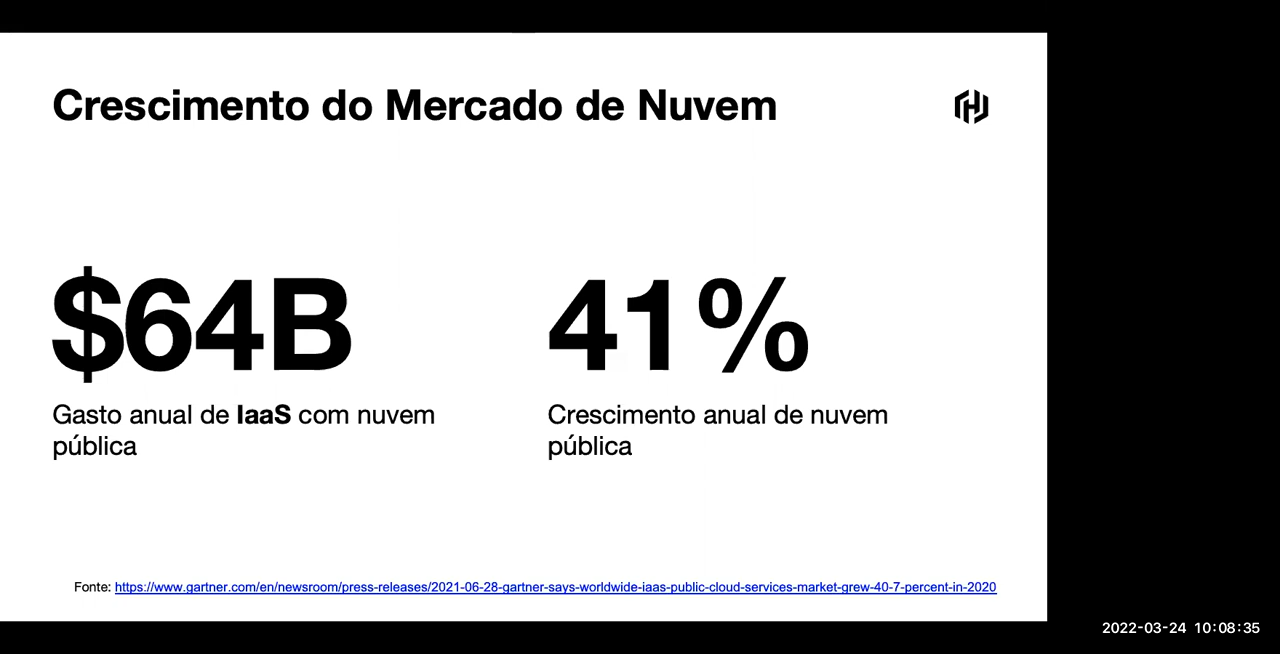 Crescimento do Mercado de Nuvem
$64B
Gasto anual de IaaS com nuvem
pública
41%
Crescimento anual de nuvem
pública
Fonte: https://www.gartner.com/en/newsroom/press-releases/2021-06-28-gartner-says-worldwide-iaas-public-cloud-services-market-grew-40-7-percent-in-2020
2022-03-24 10:08:35